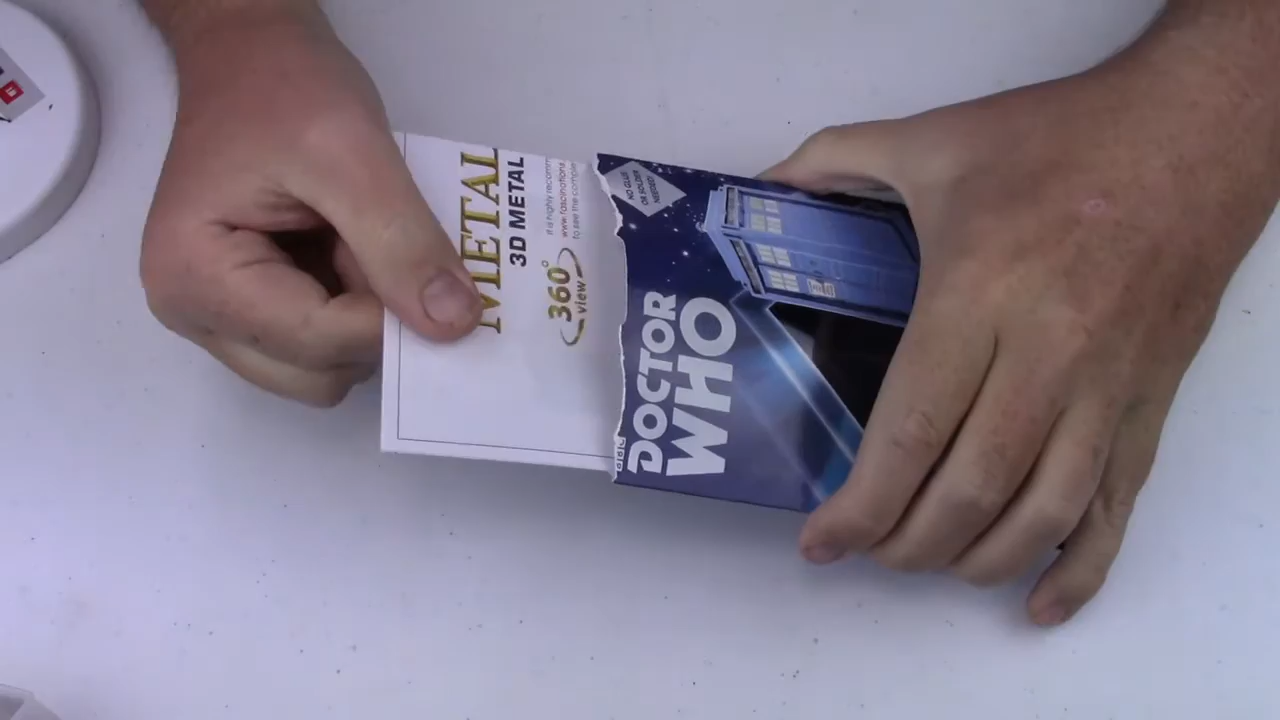 METAL
3D METAL
It is highly recomm
www.fascinations.
to see the comple
360°
view
NO GLUE
OR SOLDER
NEEDED!
BBC
DOCTOR
WHO